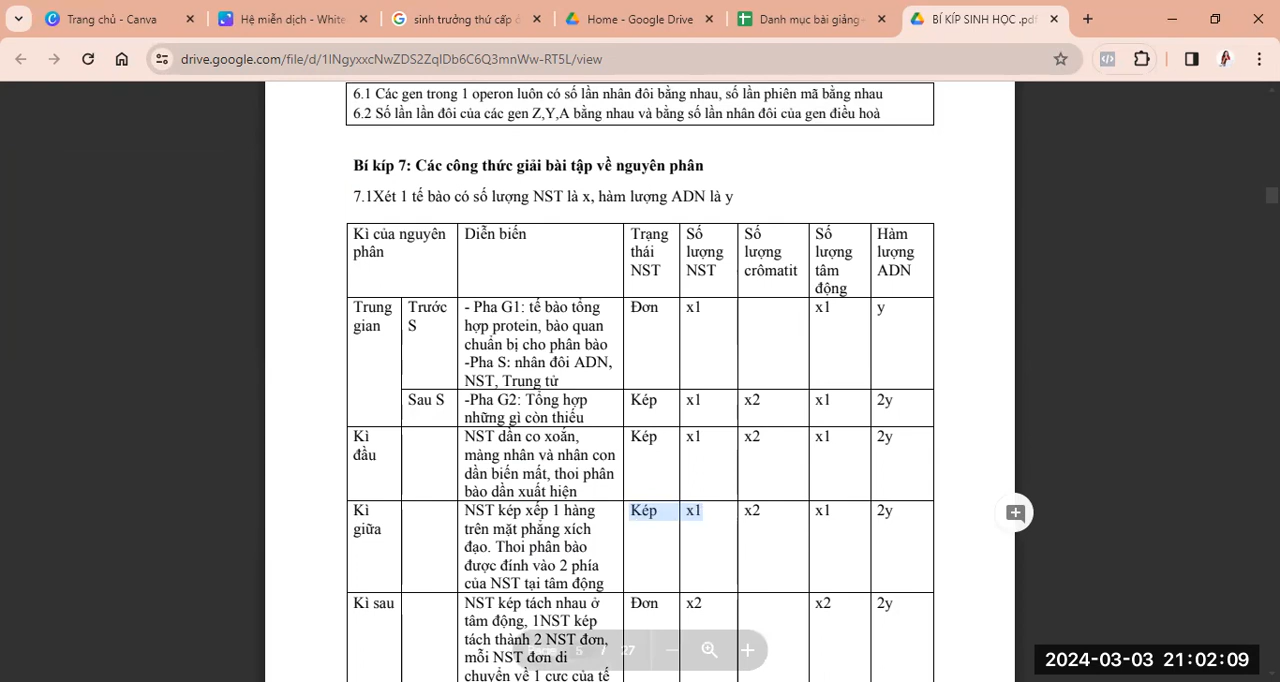 Trang chủ - Canva
Hệ miễn dịch - White
sinh trưởng thứ cấp ở
Home - Google Drive
Danh mục bài giảng
BÍ KÍP SINH HỌC .pdf
drive.google.com/file/d/1INgyxxcNwZDS2ZqIDb6C6Q3mnWw-RT5L/view
6.1 Các gen trong 1 operon luôn có số lần nhân đôi bằng nhau, số lần phiên mã bằng nhau
6.2 Số lần lần đôi của các gen Z,Y,A bằng nhau và bằng số lần nhân đôi của gen điều hoà
Bí kíp 7: Các công thức giải bài tập về nguyên phân
7.1Xét 1 tế bào có số lượng NST là x, hàm lượng ADN là y
Kì của nguyên
phân
Diễn biến
Trạng
thái
NST
Số
lượng
NST
Số
lượng
crômatit
Số
lượng
tâm
động
Hàm
lượng
ADN
Trung
gian
Trước
S
- Pha G1: tế bào tổng
hợp protein, bào quan
chuẩn bị cho phân bào
-Pha S: nhân đôi ADN,
NST, Trung tử
Đơn
x1
x1
y
Sau S
-Pha G2: Tổng hợp
những gì còn thiếu
Kép
x1
x2
x1
2y
Kì
đầu
NST dần co xoắn,
màng nhân và nhân con
dần biến mất, thoi phân
bào dần xuất hiện
Kép
x1
x2
x1
2y
Kì
giữa
NST kép xếp 1 hàng
trên mặt phẳng xích
đạo. Thoi phân bào
được đính vào 2 phía
của NST tại tâm động
Kép
x1
x2
x1
2y
Kì sau
NST kép tách nhau ở
tâm động, 1NST kép
tách thành 2 NST đơn,
mỗi NST đơn di
chuyển về 1 cực của tế
Đơn
x2
x2
2y
5 / 27
2024-03-03 21:02:09